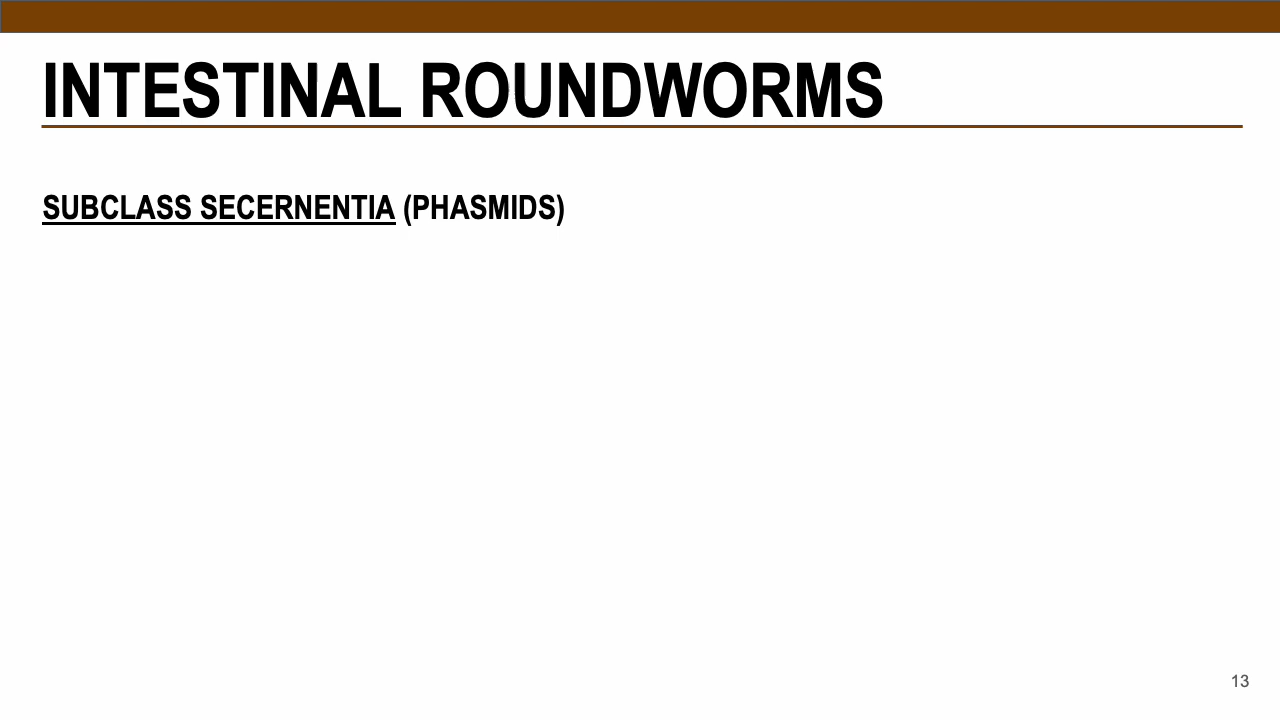 INTESTINAL ROUNDWORMS
SUBCLASS SECERNENTIA (PHASMIDS)
13